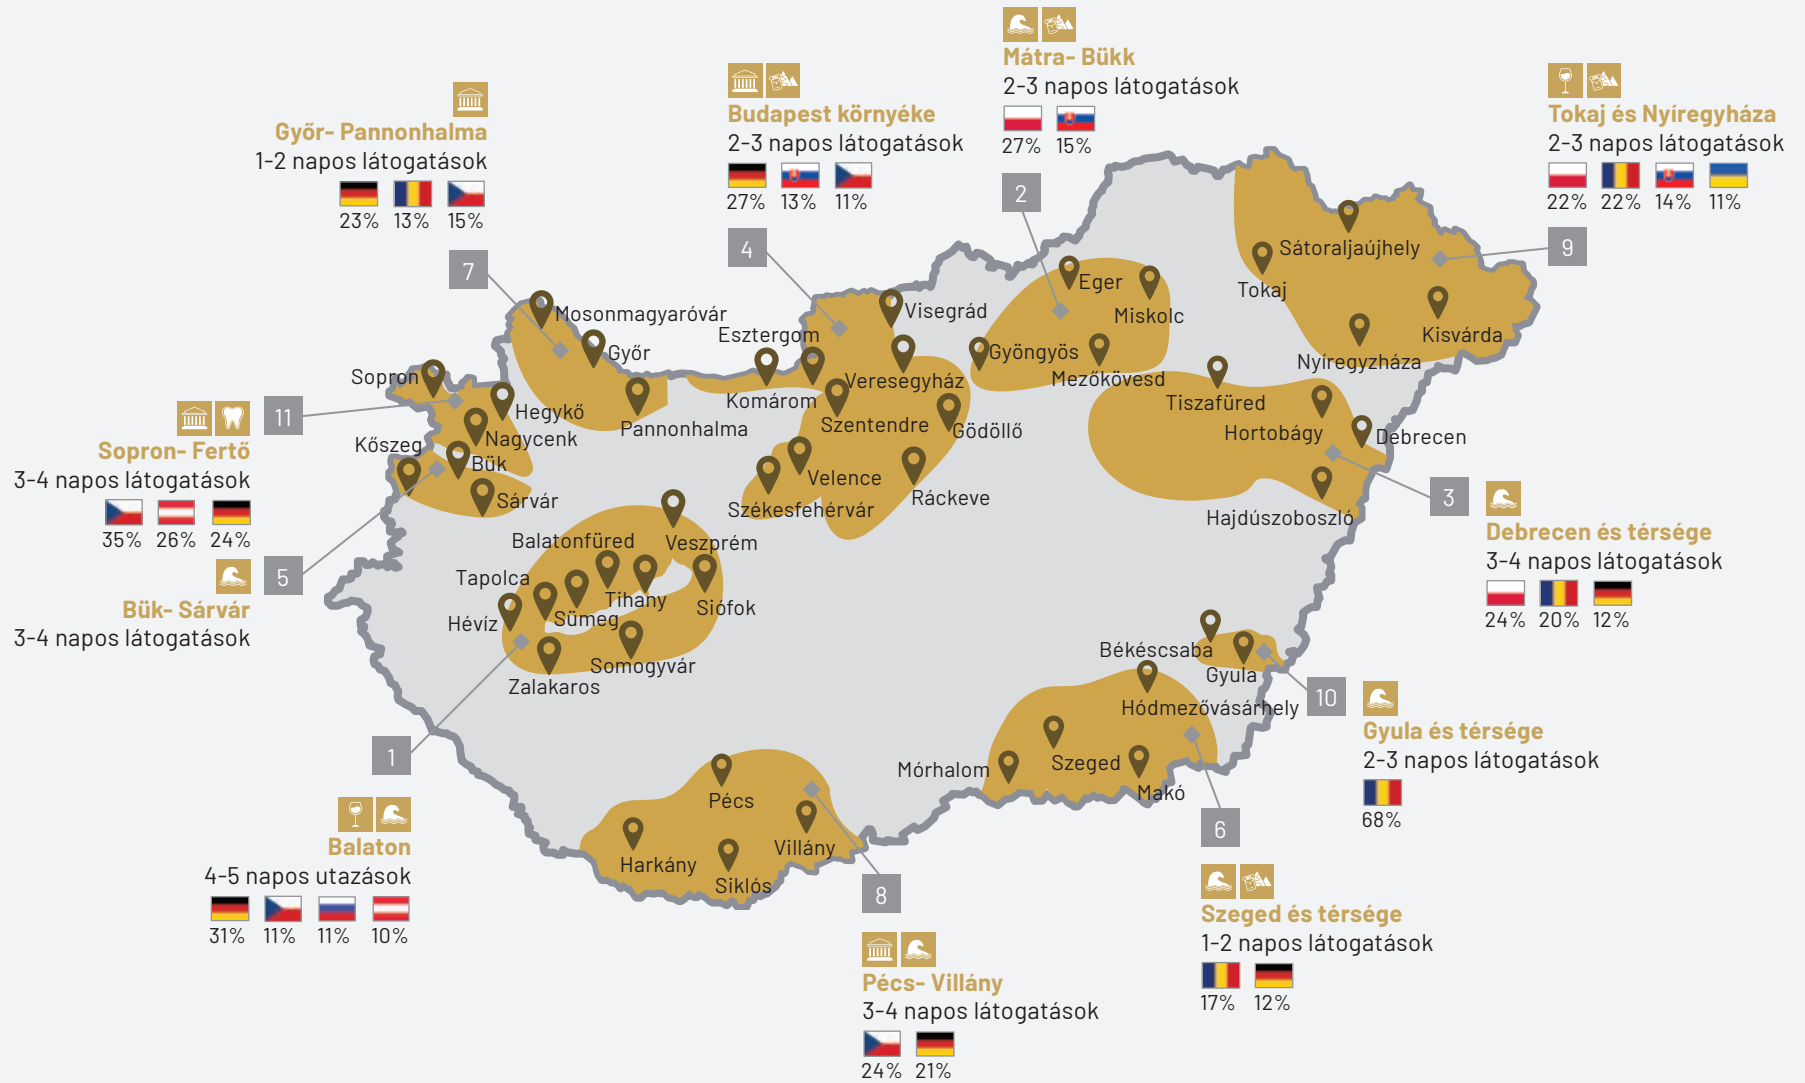 Mátra- Bükk
2-3 napos látogatások
27% 15%
2
Budapest környéke
2-3 napos látogatások
27% 13% 11%
4
Tokaj és Nyíregyháza
2-3 napos látogatások
22% 22% 14% 11%
9
Győr- Pannonhalma
1-2 napos látogatások
23% 13% 15%
7
Sátoraljaújhely
Tokaj
Kisvárda
Nyíregyzháza
Eger
Miskolc
Gyöngyös
Mezőkövesd
Visegrád
Esztergom
Veresegyház
Komárom
Szentendre
Gödöllő
Velence
Székesfehérvár
Ráckeve
Mosonmagyaróvár
Győr
Pannonhalma
Sopron
Hegykő
Nagycenk
Kőszeg
Bük
Sárvár
Tiszafüred
Hortobágy
Debrecen
Hajdúszoboszló
11
Sopron- Fertő
3-4 napos látogatások
35% 26% 24%
5
Bük- Sárvár
3-4 napos látogatások
3
Debrecen és térsége
3-4 napos látogatások
24% 20% 12%
Balatonfüred
Veszprém
Tapolca
Tihany
Siófok
Hévíz
Sümeg
Somogyvár
Zalakaros
Békéscsaba
Gyula
Hódmezővásárhely
10
Gyula és térsége
2-3 napos látogatások
68%
1
Balaton
4-5 napos utazások
31% 11% 11% 10%
Mórhalom
Szeged
Makó
6
Szeged és térsége
1-2 napos látogatások
17% 12%
Pécs
Harkány
Siklós
Villány
8
Pécs- Villány
3-4 napos látogatások
24% 21%